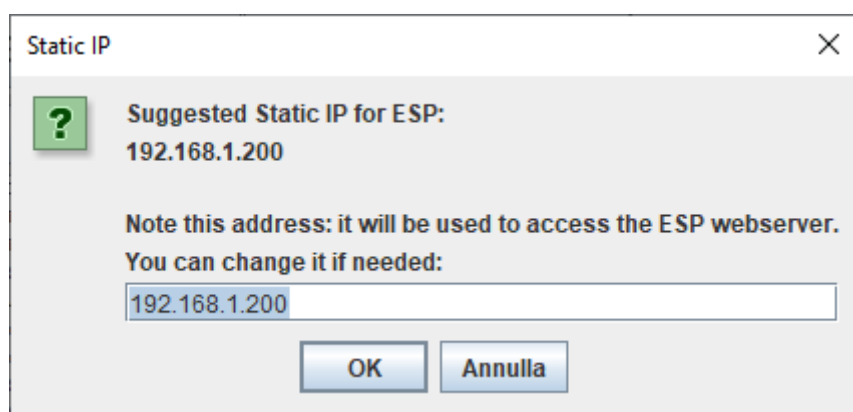 Static IP
Suggested Static IP for ESP:
192.168.1.200
Note this address: it will be used to access the ESP webserver.
You can change it if needed:
192.168.1.200
OK
Annulla